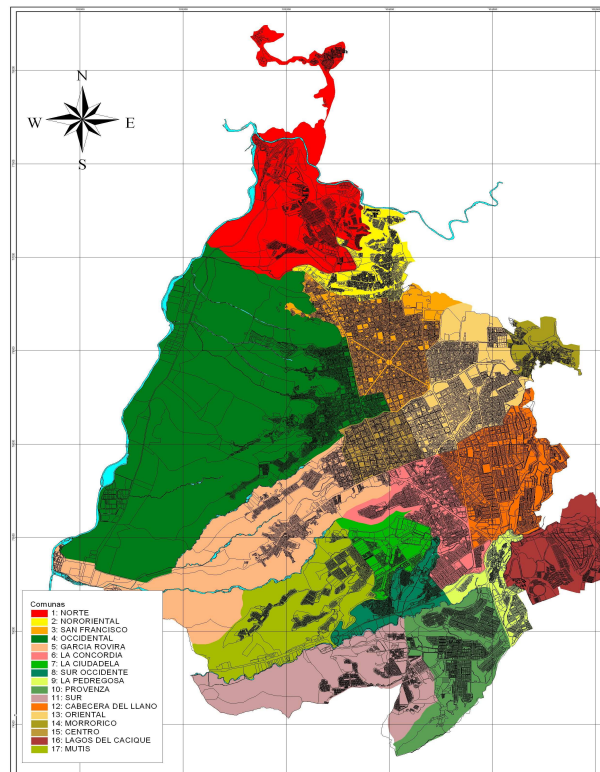 N
W E
S
Comunas
1: NORTE
2: NORORIENTAL
3: SAN FRANCISCO
4: OCCIDENTAL
5: GARCIA ROVIRA
6: LA CONCORDIA
7: LA CIUDADELA
8: SUR OCCIDENTE
9: LA PEDREGOSA
10: PROVENZA
11: SUR
12: CABECERA DEL LLANO
13: ORIENTAL
14: MORRORICO
15: CENTRO
16: LAGOS DEL CACIQUE
17: MUTIS